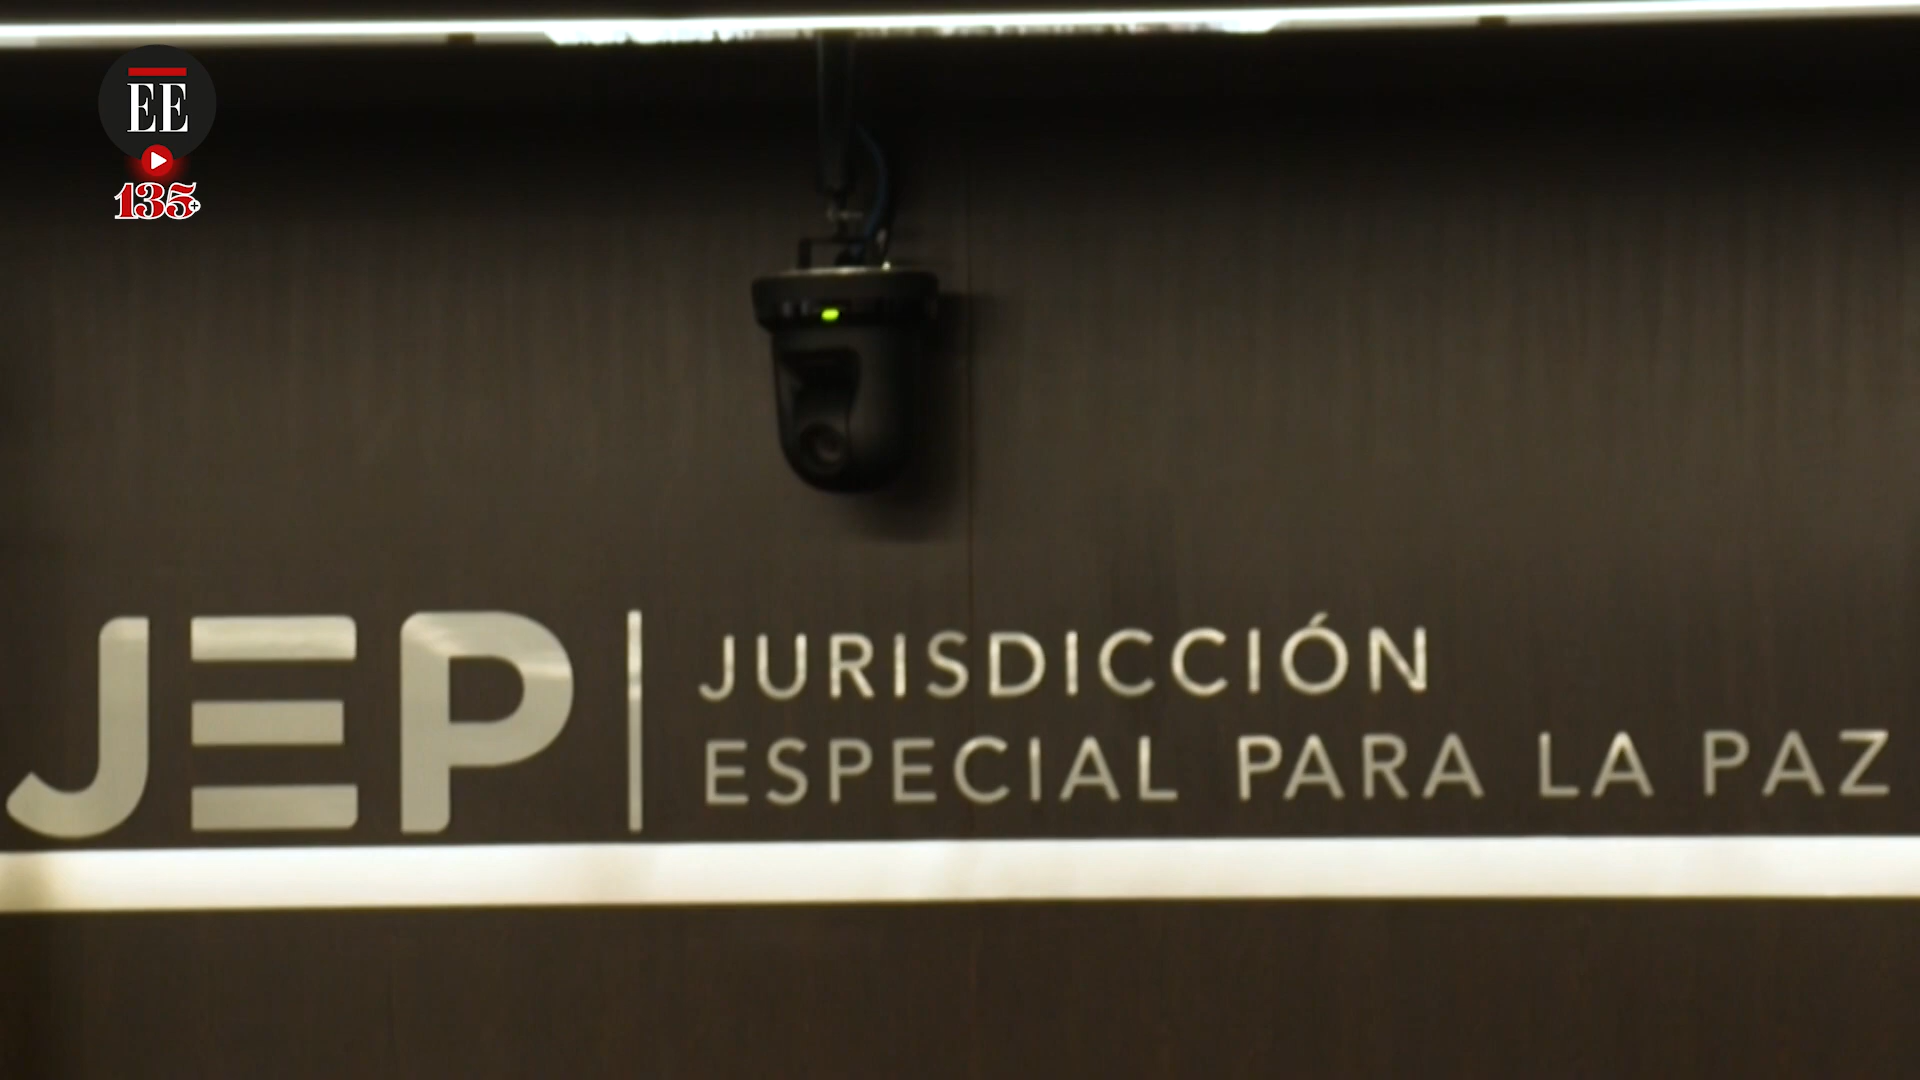 EE
135+
JEP
JURISDICCIÓN
ESPECIAL PARA LA PAZ